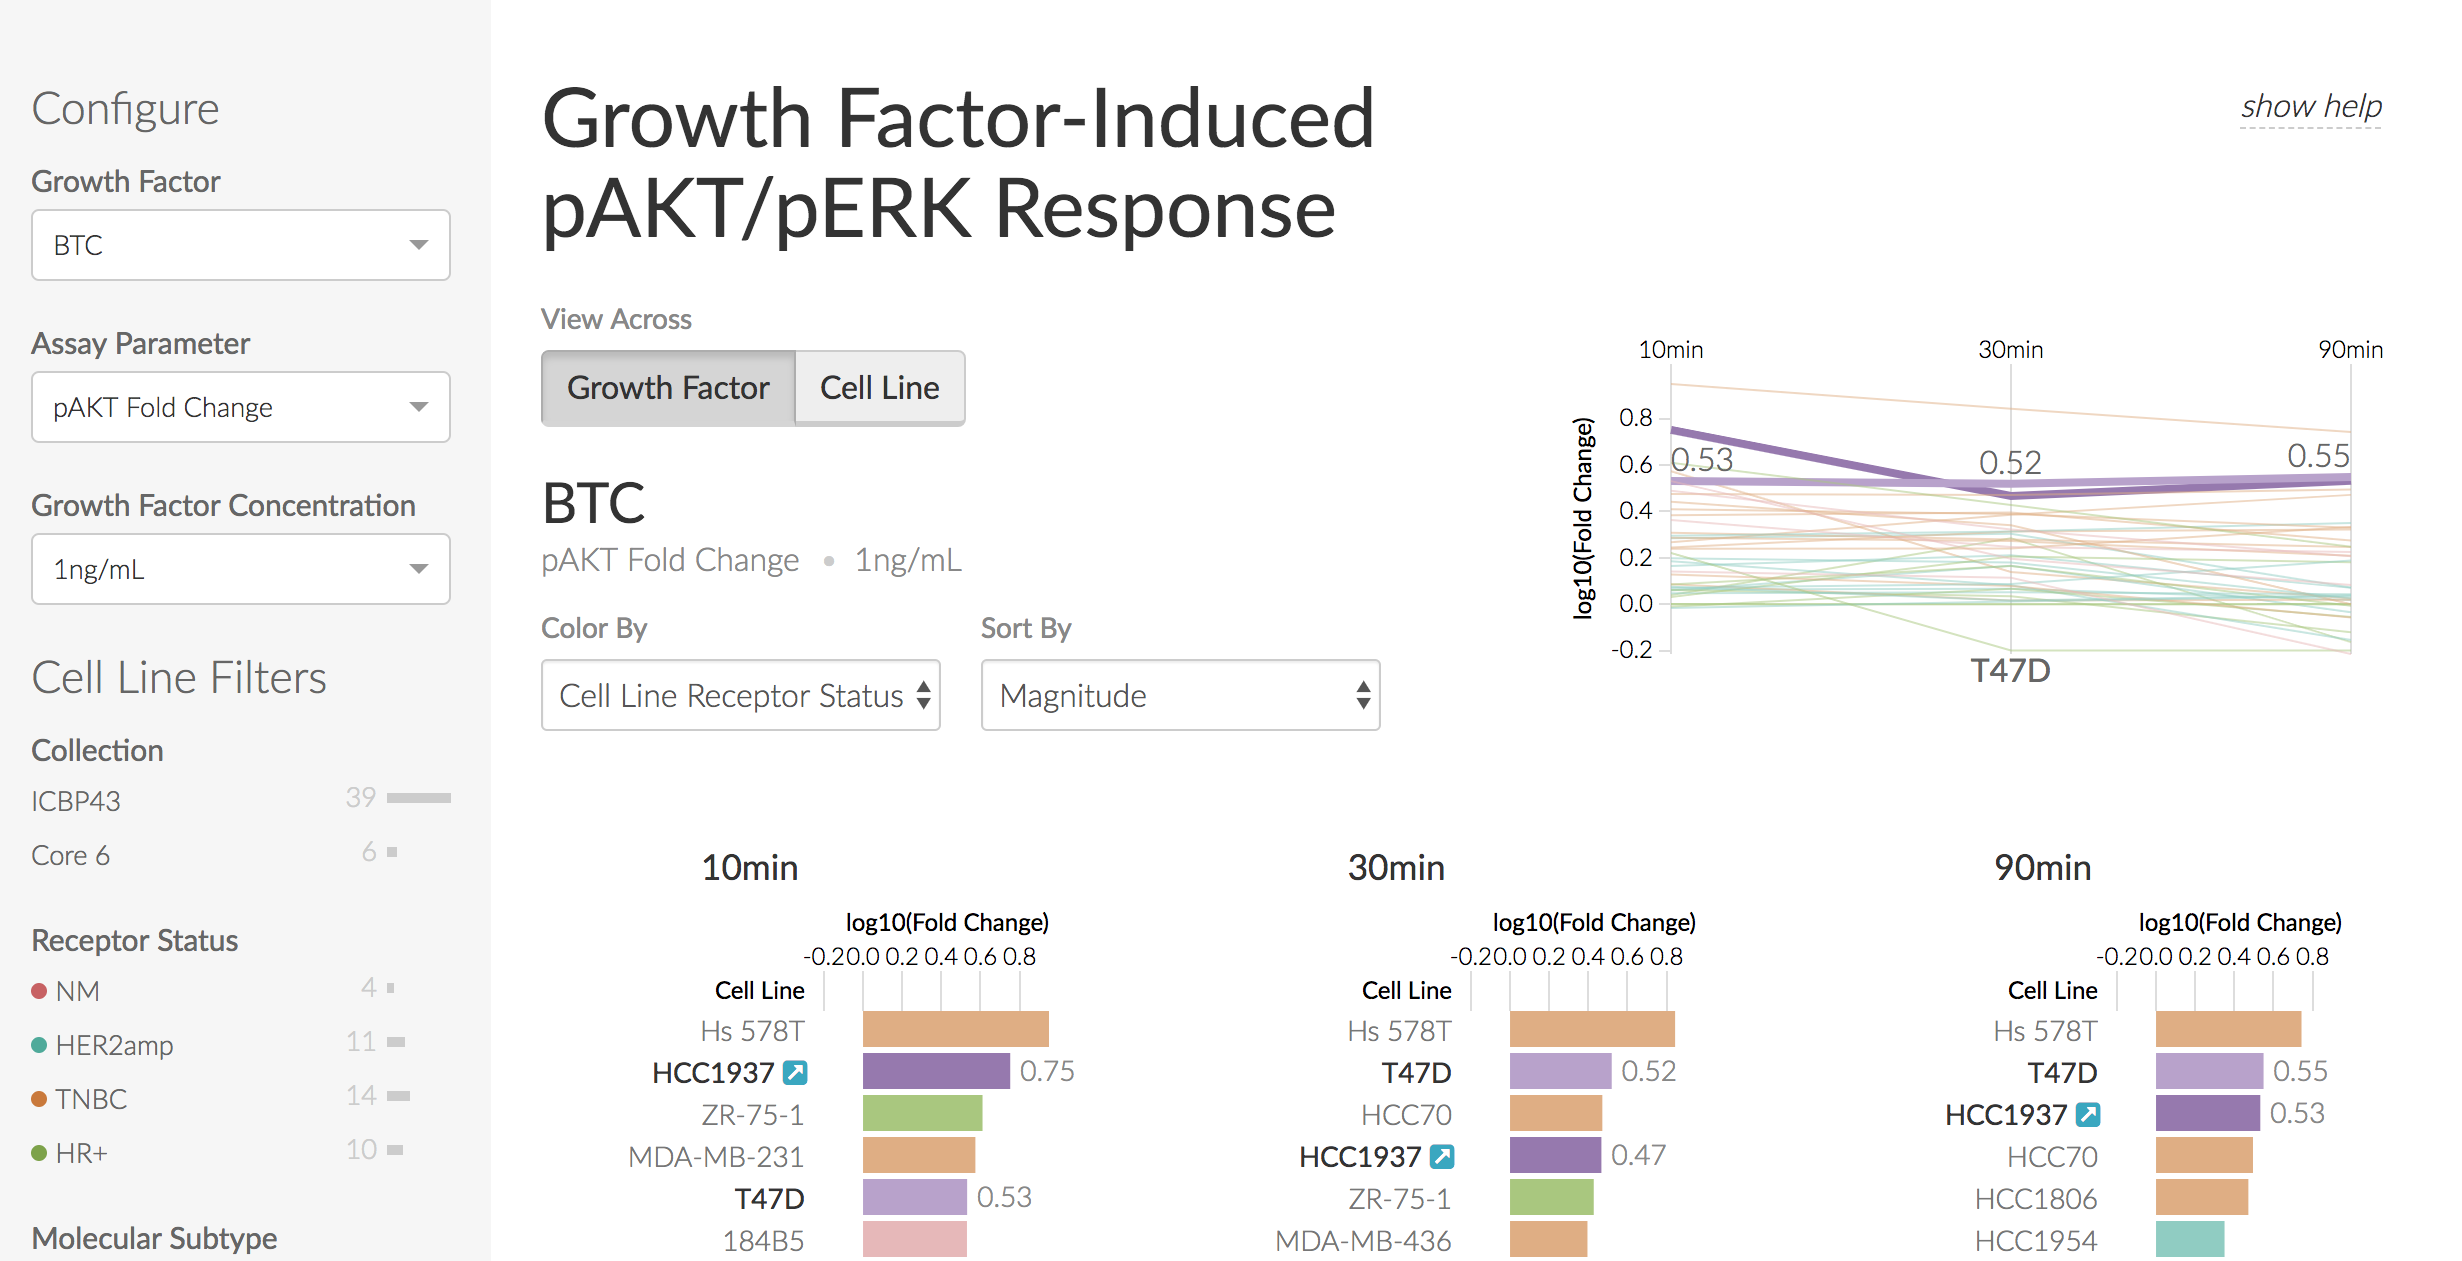 Configure
Growth Factor
BTC
Assay Parameter
pAKT Fold Change
Growth Factor Concentration
1ng/mL
Cell Line Filters
Collection
ICBP43 39
Core 6 6
Receptor Status
NM 4
HER2amp 11
TNBC 14
HR+ 10
Molecular Subtype
Growth Factor-Induced
pAKT/pERK Response
show help
View Across
Growth Factor Cell Line
BTC
pAKT Fold Change • 1ng/mL
Color By Sort By
Cell Line Receptor Status Magnitude
10min 30min 90min
log10(Fold Change)
0.8
0.6
0.4
0.2
0.0
-0.2
0.53 0.52 0.55
T47D
10min
log10(Fold Change)
-0.2 0.0 0.2 0.4 0.6 0.8
Cell Line
Hs 578T
HCC1937 0.75
ZR-75-1
MDA-MB-231
T47D 0.53
184B5
30min
log10(Fold Change)
-0.2 0.0 0.2 0.4 0.6 0.8
Cell Line
Hs 578T
T47D 0.52
HCC70
HCC1937 0.47
ZR-75-1
MDA-MB-436
90min
log10(Fold Change)
-0.2 0.0 0.2 0.4 0.6 0.8
Cell Line
Hs 578T
T47D 0.55
HCC1937 0.53
HCC70
HCC1806
HCC1954